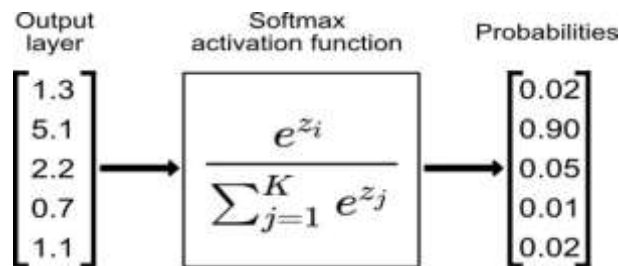 Output
layer
Softmax
activation function
Probabilities
1.3
5.1
2.2
0.7
1.1
e^{z_i}
∑_{j=1}^{K} e^{z_j}
0.02
0.90
0.05
0.01
0.02